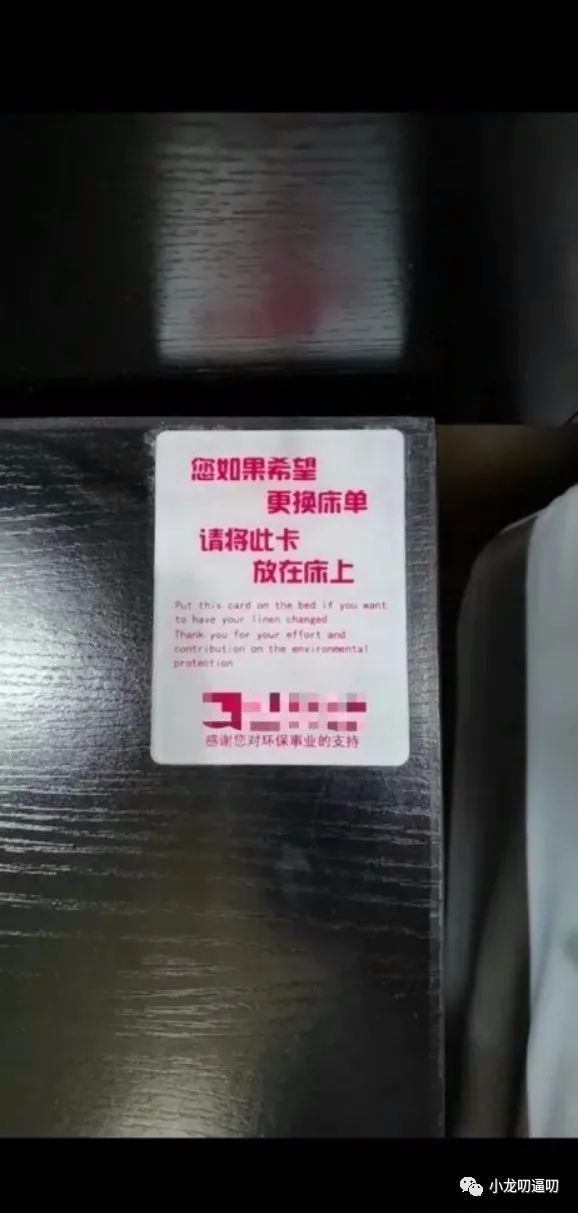 您如果希望
更换床单
请将此卡
放在床上
Put this card on the bed if you want
to have your linen changed
Thank you for your effort and
contribution on the environmental
protection
感谢您对环保事业的支持
小龙叨逼叨